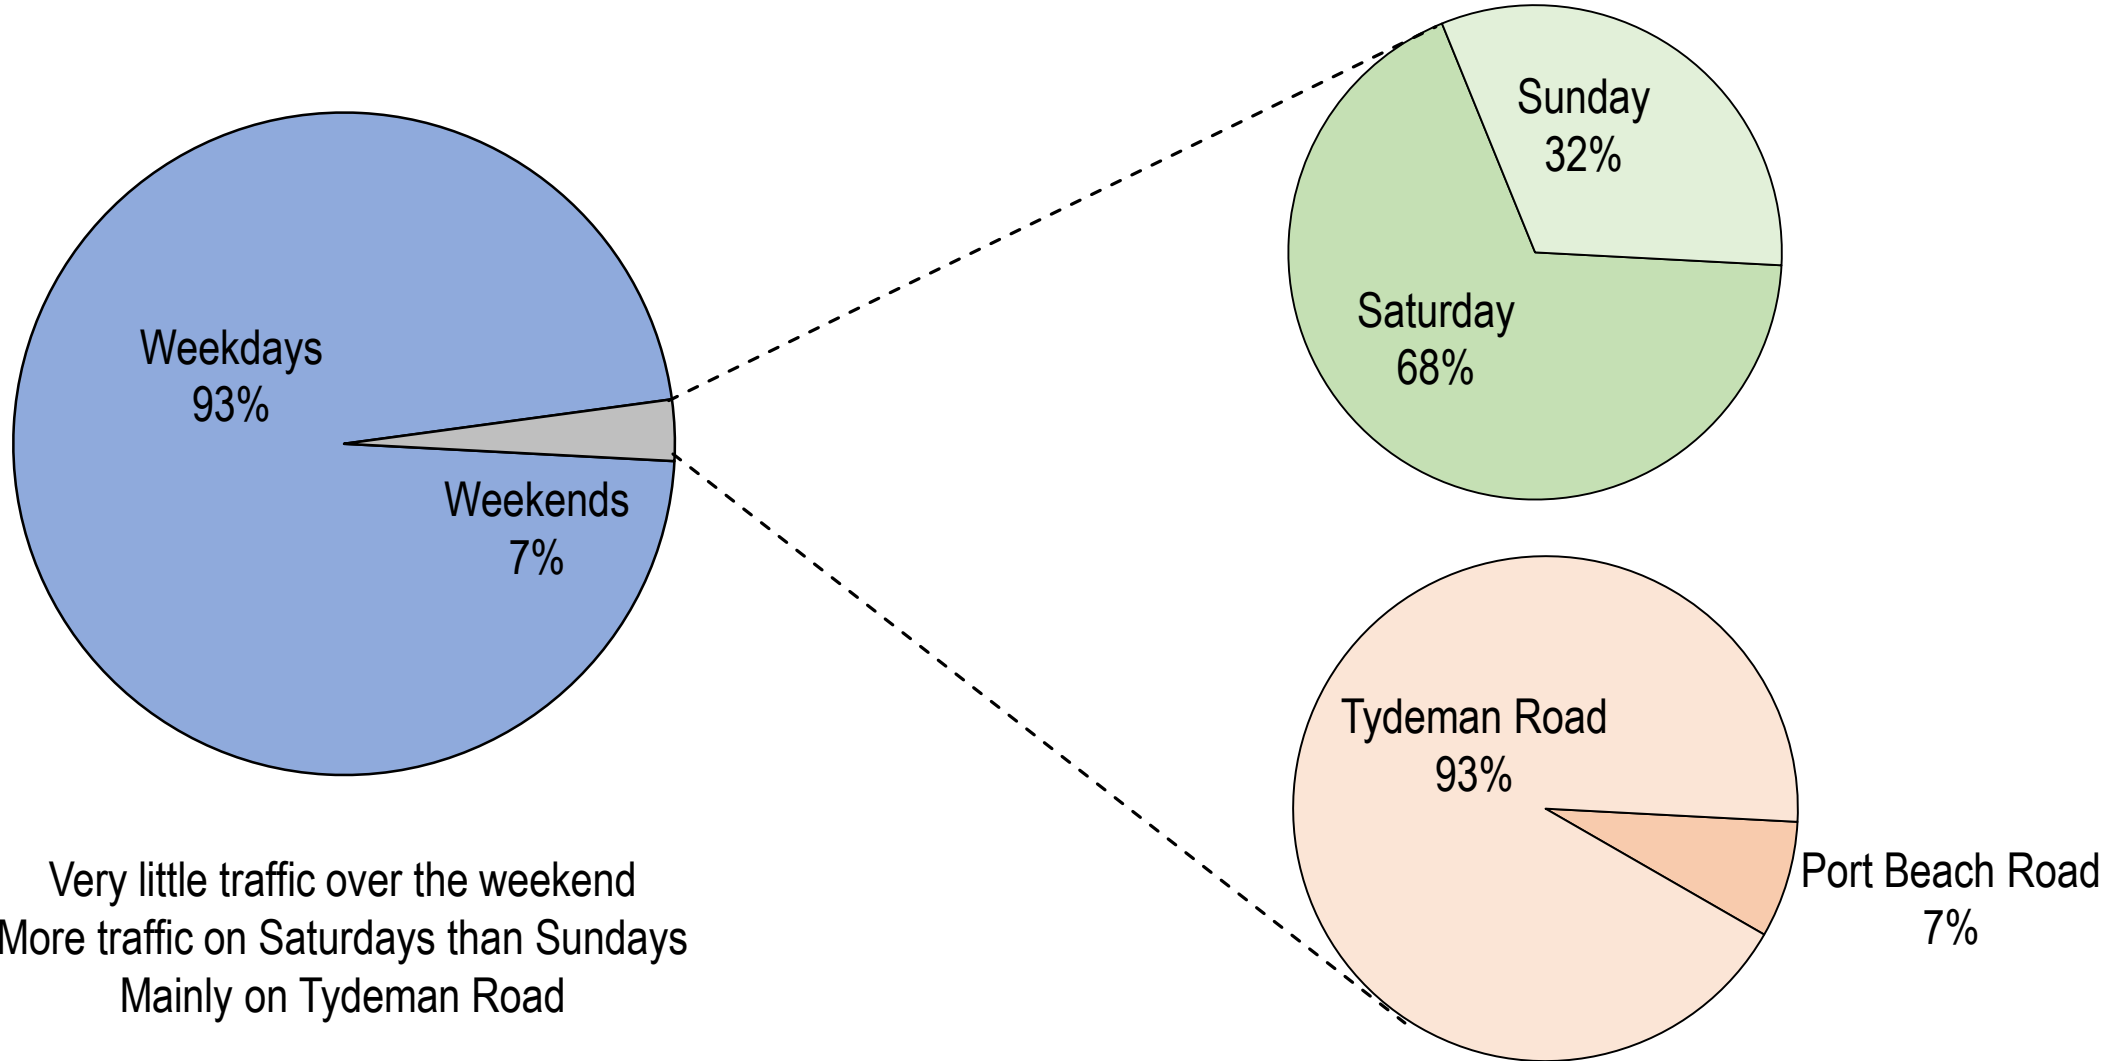 Weekdays
93%
Weekends
7%
Sunday
32%
Saturday
68%
Tydeman Road
93%
Port Beach Road
7%
Very little traffic over the weekend
More traffic on Saturdays than Sundays
Mainly on Tydeman Road